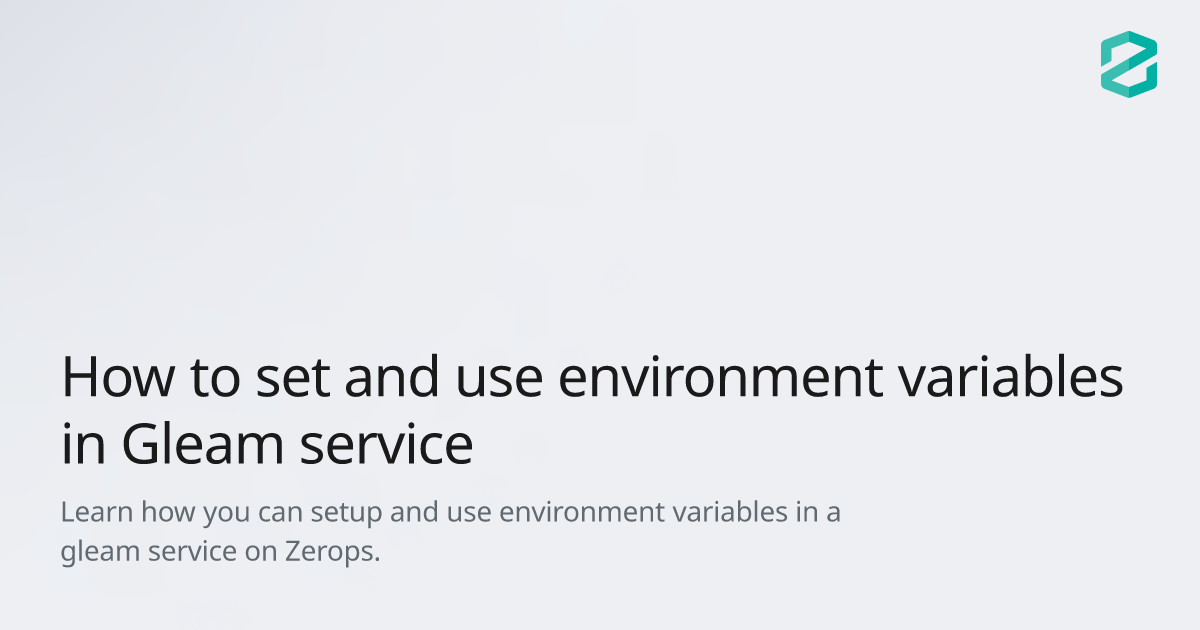 How to set and use environment variables
in Gleam service
Learn how you can setup and use environment variables in a
gleam service on Zerops.